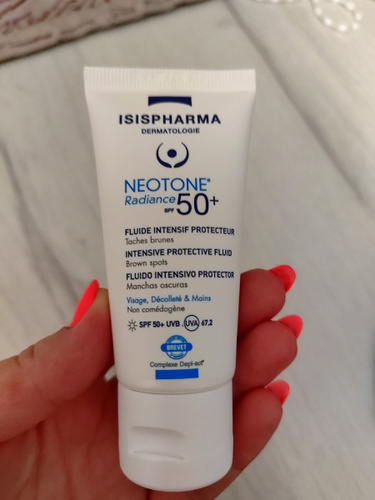 ISISPHARMA
DERMATOLOGIE
NEOTONE®
Radiance SPF 50+
FLUIDE INTENSIF PROTECTEUR
Taches brunes
INTENSIVE PROTECTIVE FLUID
Brown spots
FLUIDO INTENSIVO PROTECTOR
Manchas oscuras
Visage, Décolleté & Mains
Non comédogène
SPF 50+ UVB UVA 67.2
BREVET
Complexe Depi-sol®